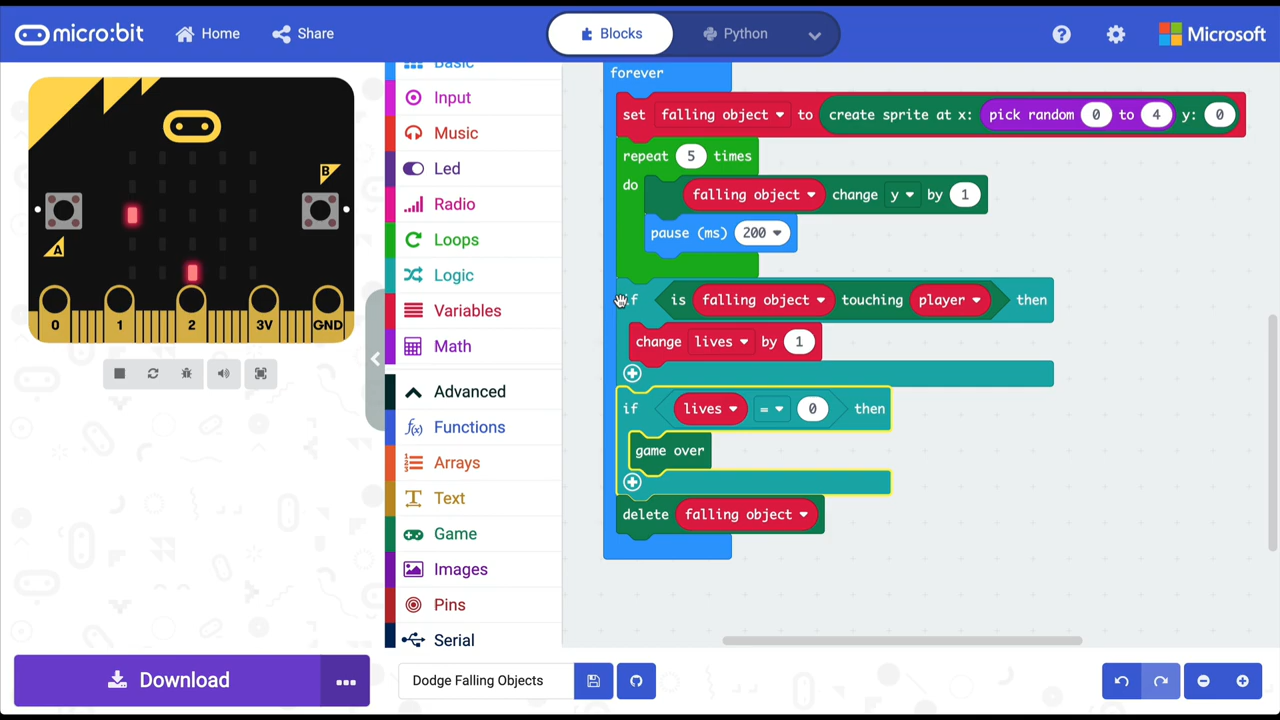 micro:bit Home Share Blocks Python Microsoft
A
B
0 1 2 3V GND
Basic
Input
Music
Led
Radio
Loops
Logic
Variables
Math
Advanced
Functions
Arrays
Text
Game
Images
Pins
Serial
forever
set falling object to create sprite at x: pick random 0 to 4 y: 0
repeat 5 times
do falling object change y by 1
pause (ms) 200
if is falling object touching player then
change lives by 1
if lives = 0 then
game over
delete falling object
Download ... Dodge Falling Objects